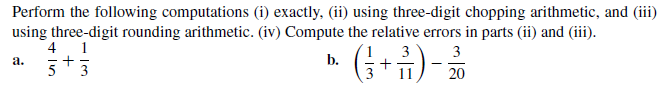 Perform the following computations (i) exactly, (ii) using three-digit chopping arithmetic, and (iii)
using three-digit rounding arithmetic. (iv) Compute the relative errors in parts (ii) and (iii).
a. 4/5 + 1/3 b. (1/3 + 3/11) − 3/20